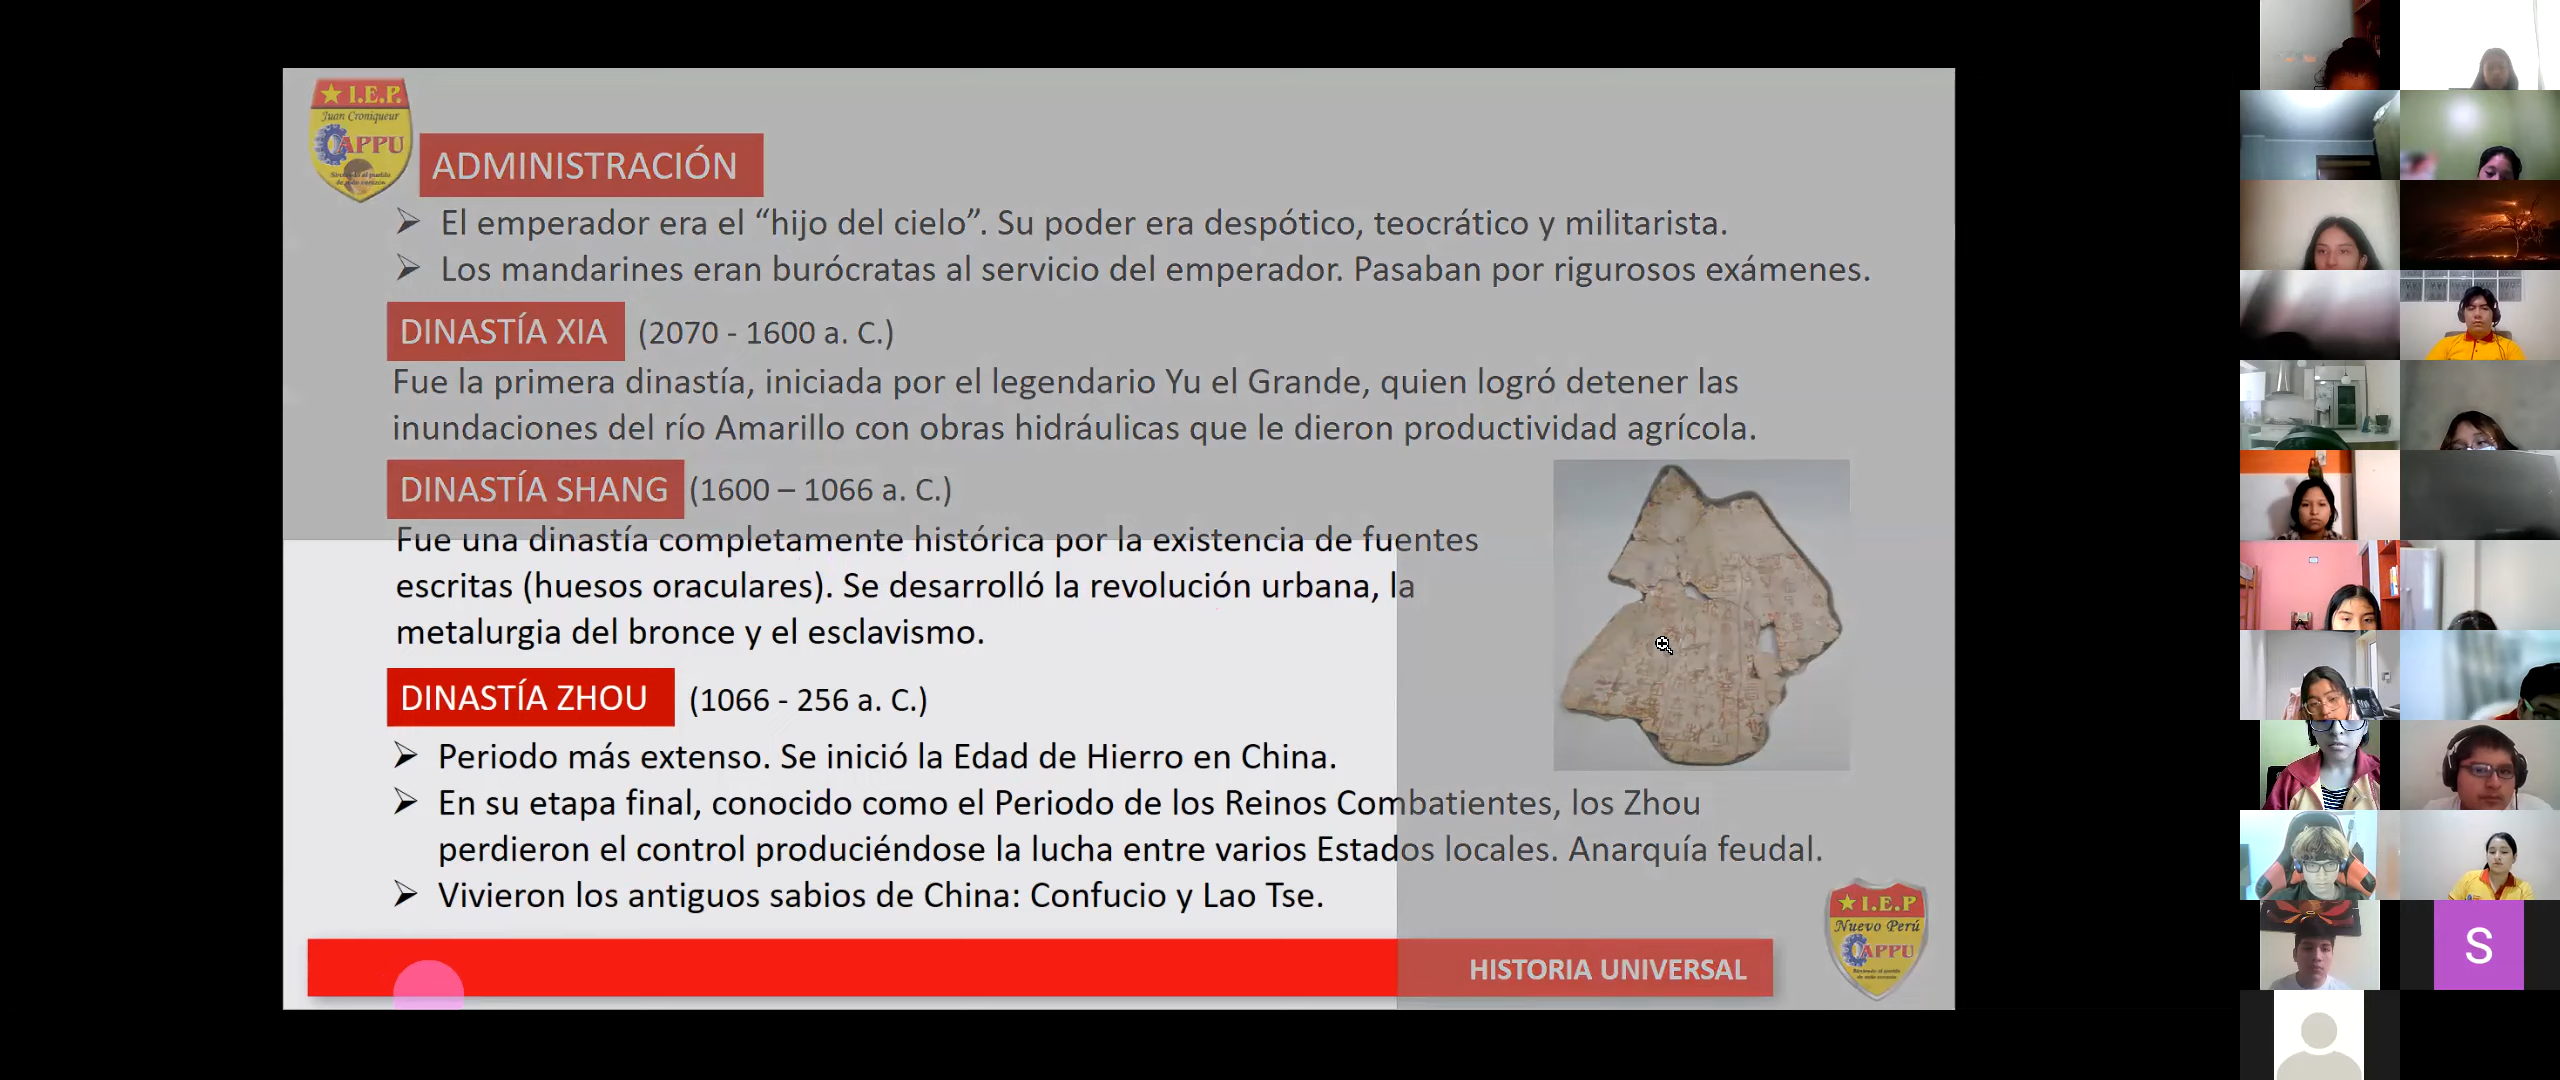 I.E.P.
Juan Croniqueur
APPU
ADMINISTRACIÓN
➢ El emperador era el “hijo del cielo”. Su poder era despótico, teocrático y militarista.
➢ Los mandarines eran burócratas al servicio del emperador. Pasaban por rigurosos exámenes.
DINASTÍA XIA (2070 - 1600 a. C.)
Fue la primera dinastía, iniciada por el legendario Yu el Grande, quien logró detener las
inundaciones del río Amarillo con obras hidráulicas que le dieron productividad agrícola.
DINASTÍA SHANG (1600 – 1066 a. C.)
Fue una dinastía completamente histórica por la existencia de fuentes
escritas (huesos oraculares). Se desarrolló la revolución urbana, la
metalurgia del bronce y el esclavismo.
DINASTÍA ZHOU (1066 - 256 a. C.)
➢ Periodo más extenso. Se inició la Edad de Hierro en China.
➢ En su etapa final, conocido como el Periodo de los Reinos Combatientes, los Zhou
perdieron el control produciéndose la lucha entre varios Estados locales. Anarquía feudal.
➢ Vivieron los antiguos sabios de China: Confucio y Lao Tse.
HISTORIA UNIVERSAL
I.E.P
Nuevo Perú
APPU
S